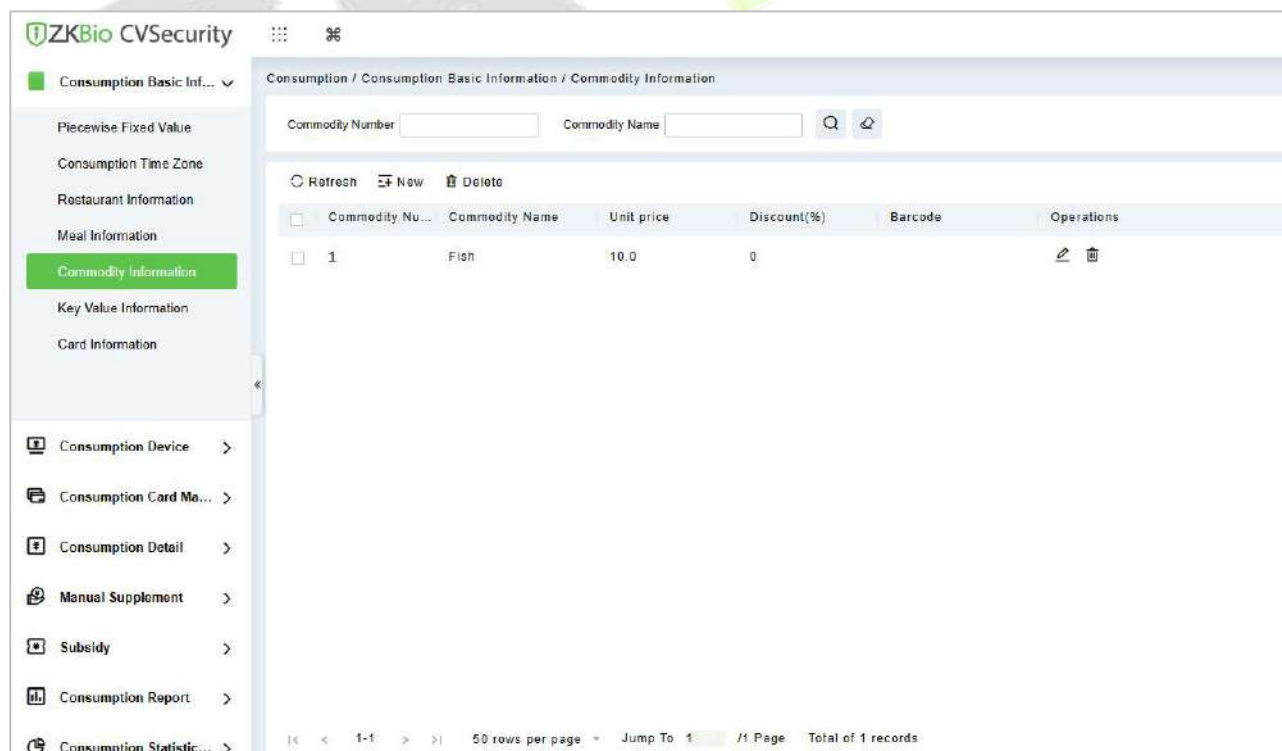 ZKBio CVSecurity
Consumption Basic Inf...
Piecewise Fixed Value
Consumption Time Zone
Restaurant Information
Meal Information
Commodity Information
Key Value Information
Card Information
Consumption Device
Consumption Card Ma...
Consumption Detail
Manual Supplement
Subsidy
Consumption Report
Consumption Statistic...
Consumption / Consumption Basic Information / Commodity Information
Commodity Number Commodity Name
Refresh New Delete
Commodity Nu... Commodity Name Unit price Discount(%) Barcode Operations
1 Fish 10.0 0
|< < 1-1 > >| 50 rows per page Jump To 1 /1 Page Total of 1 records